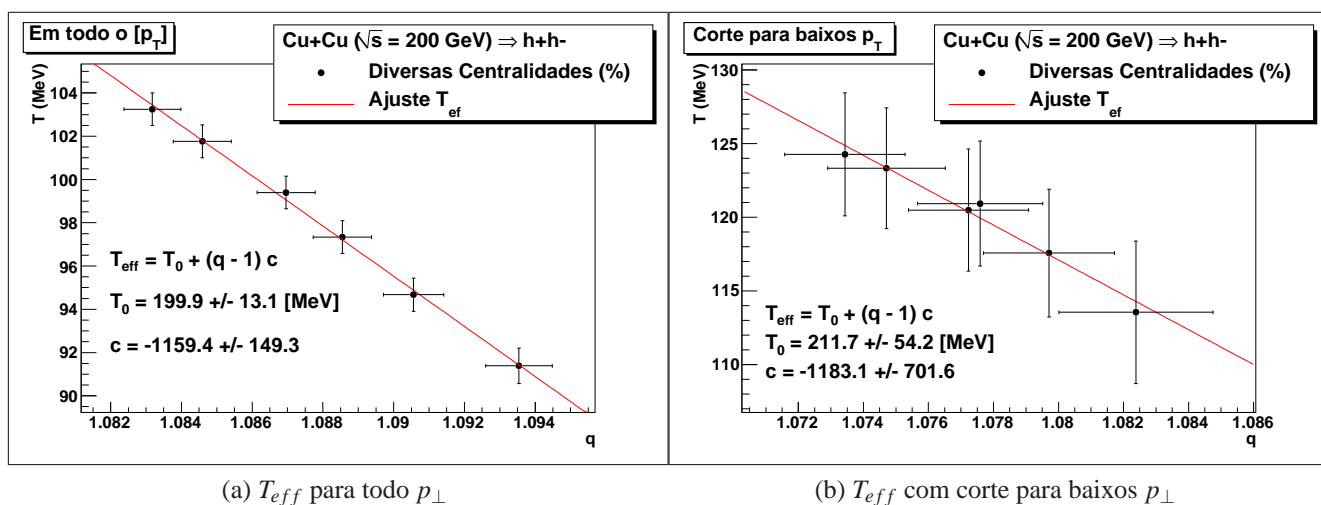 Em todo o [p_T]
Cu+Cu (√s = 200 GeV) ⇒ h+h-
Diversas Centralidades (%)
Ajuste T_ef
T (MeV)
104
102
100
98
96
94
92
90
T_eff = T_0 + (q - 1) c
T_0 = 199.9 +/- 13.1 [MeV]
c = -1159.4 +/- 149.3
1.082 1.084 1.086 1.088 1.09 1.092 1.094
q
(a) T_eff para todo p_⊥
Corte para baixos p_T
Cu+Cu (√s = 200 GeV) ⇒ h+h-
Diversas Centralidades (%)
Ajuste T_ef
T (MeV)
130
125
120
115
110
T_eff = T_0 + (q - 1) c
T_0 = 211.7 +/- 54.2 [MeV]
c = -1183.1 +/- 701.6
1.072 1.074 1.076 1.078 1.08 1.082 1.084 1.086
q
(b) T_eff com corte para baixos p_⊥